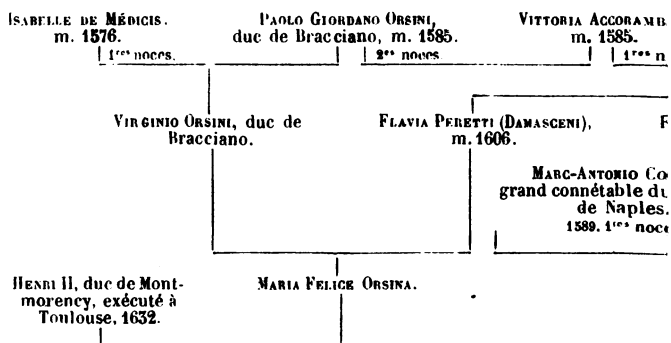 ISABELLE DE MÉDICIS.
m. 1576.
1res noces.
PAOLO GIORDANO ORSINI,
duc de Bracciano, m. 1585.
2es noces.
VITTORIA ACCORAMB
m. 1585.
1res n
VIRGINIO ORSINI, duc de
Bracciano.
FLAVIA PERETTI (DAMASCENI),
m. 1606.
F
MARC-ANTONIO Co
grand connétable du
de Naples.
1589. 1res noce
HENRI II, duc de Mont-
morency, exécuté à
Toulouse, 1632.
MARIA FELICE ORSINA.